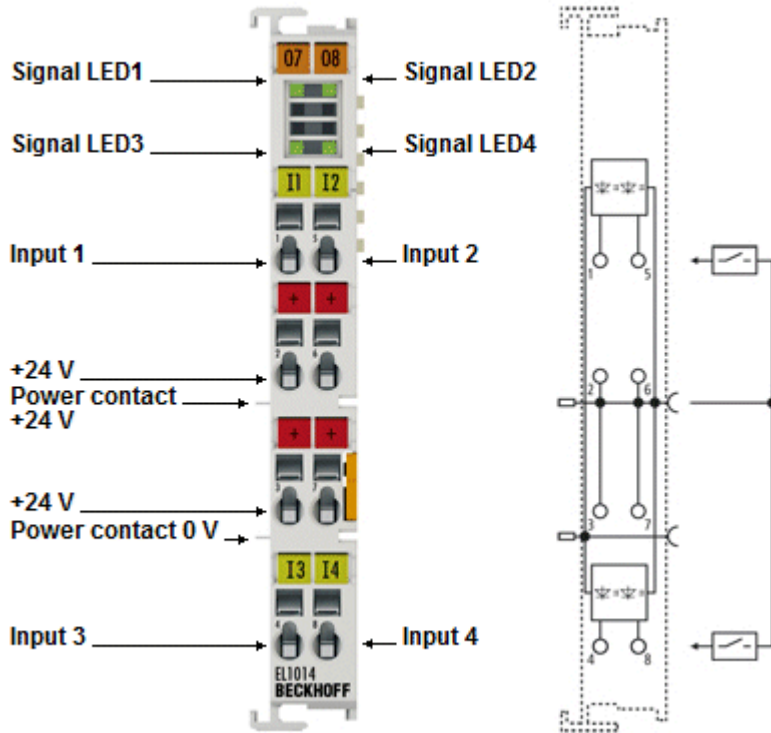 07 08
Signal LED1
Signal LED2
Signal LED3
Signal LED4
I1 I2
1 5
Input 1
Input 2
+ +
2 6
+24 V
Power contact
+24 V
+ +
3 7
+24 V
Power contact 0 V
I3 I4
4 8
Input 3
Input 4
EL1014
BECKHOFF
1 5
2 6
3 7
4 8